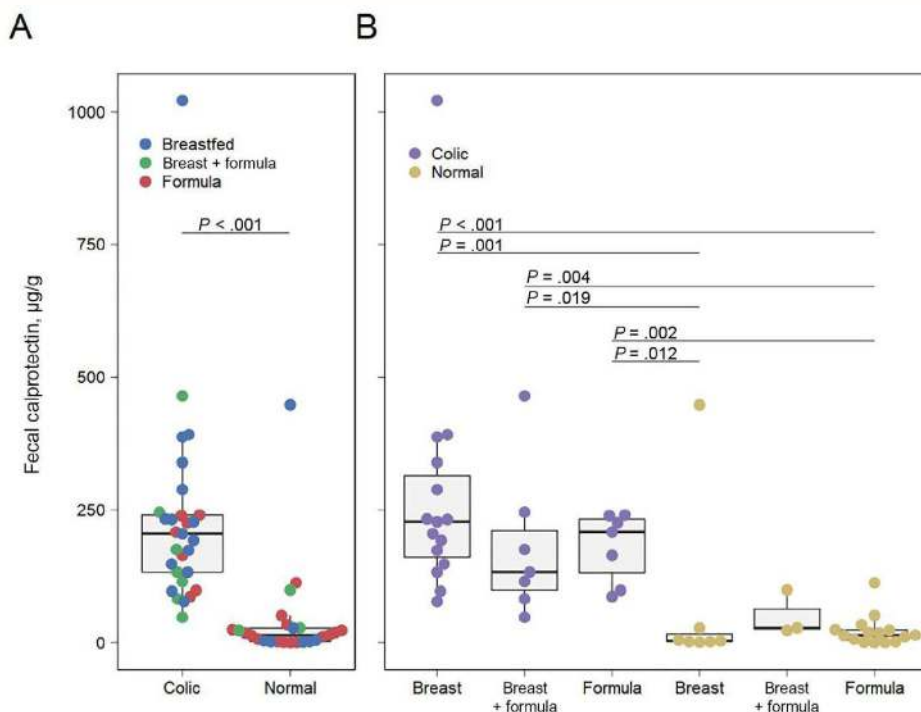 A
B
Fecal calprotectin, µg/g
1000
750
500
250
0
Breastfed
Breast + formula
Formula
P < .001
Colic
Normal
Colic
Normal
P < .001
P = .001
P = .004
P = .019
P = .002
P = .012
Breast
Breast
+ formula
Formula
Breast
Breast
+ formula
Formula